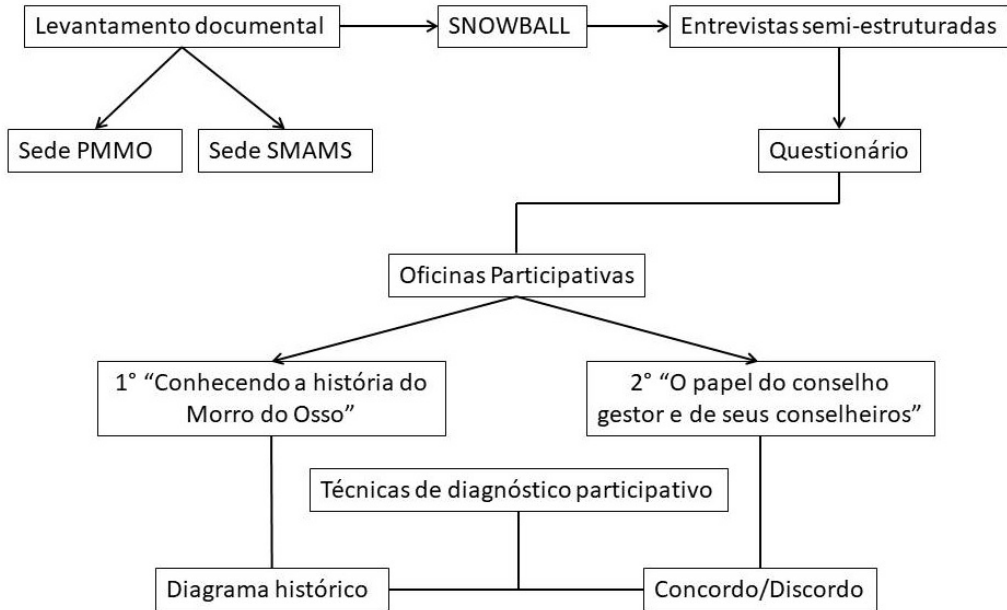 Levantamento documental
SNOWBALL
Entrevistas semi-estruturadas
Sede PMMO
Sede SMAMS
Questionário
Oficinas Participativas
1° “Conhecendo a história do
Morro do Osso”
2° “O papel do conselho
gestor e de seus conselheiros”
Técnicas de diagnóstico participativo
Diagrama histórico
Concordo/Discordo